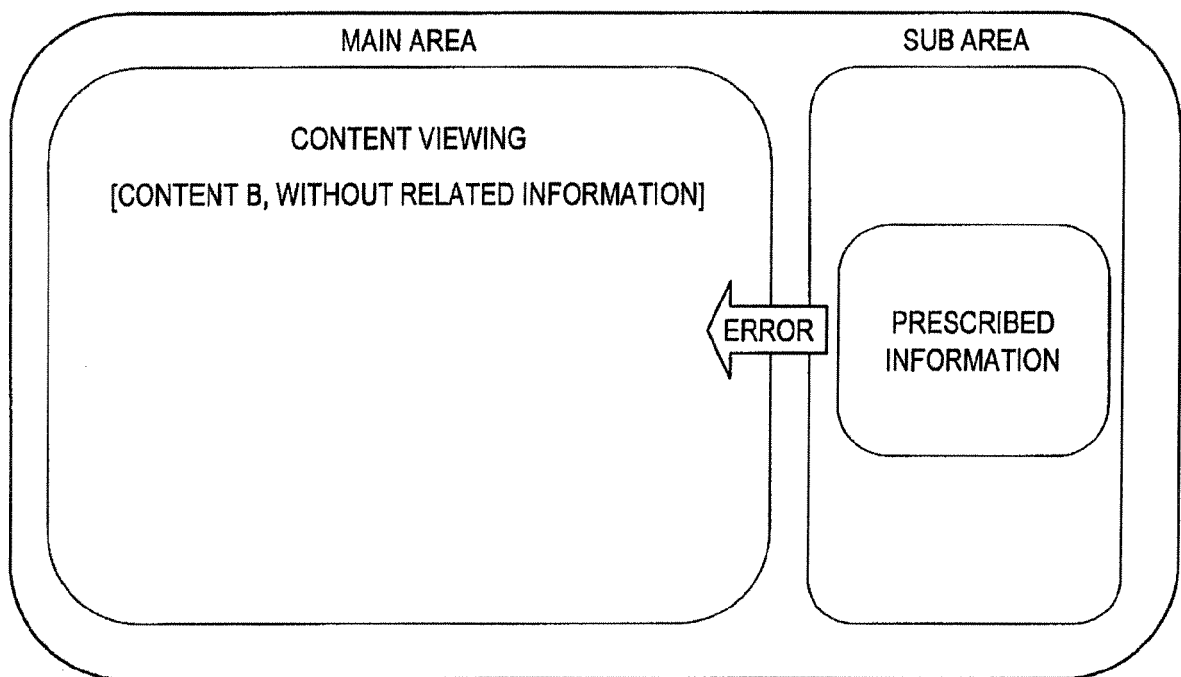 MAIN AREA
SUB AREA
CONTENT VIEWING
[CONTENT B, WITHOUT RELATED INFORMATION]
ERROR
PRESCRIBED
INFORMATION